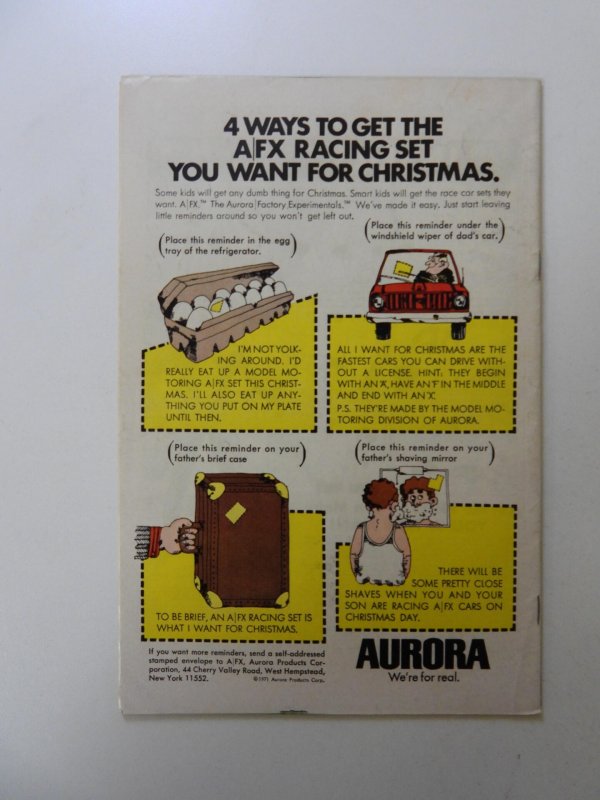 4 WAYS TO GET THE
A|FX RACING SET
YOU WANT FOR CHRISTMAS.
Some kids will get any dumb thing for Christmas. Smart kids will get the race car sets they
want. A|FX.™ The Aurora|Factory Experimentals.™ We've made it easy. Just start leaving
little reminders around so you won't get left out.
(Place this reminder in the egg
tray of the refrigerator.)
I'M NOT YOLK-
ING AROUND. I'D
REALLY EAT UP A MODEL MO-
TORING A|FX SET THIS CHRIST-
MAS. I'LL ALSO EAT UP ANY-
THING YOU PUT ON MY PLATE
UNTIL THEN.
(Place this reminder under the
windshield wiper of dad's car.)
ALL I WANT FOR CHRISTMAS ARE THE
FASTEST CARS YOU CAN DRIVE WITH-
OUT A LICENSE. HINT: THEY BEGIN
WITH AN 'A', HAVE AN 'F' IN THE MIDDLE
AND END WITH AN 'X'.
P.S. THEY'RE MADE BY THE MODEL MO-
TORING DIVISION OF AURORA.
(Place this reminder on your
father's brief case)
TO BE BRIEF, AN A|FX RACING SET IS
WHAT I WANT FOR CHRISTMAS.
(Place this reminder on your
father's shaving mirror)
THERE WILL BE
SOME PRETTY CLOSE
SHAVES WHEN YOU AND YOUR
SON ARE RACING A|FX CARS ON
CHRISTMAS DAY.
If you want more reminders, send a self-addressed
stamped envelope to A|FX, Aurora Products Cor-
poration, 44 Cherry Valley Road, West Hempstead,
New York 11552.
©1971 Aurora Products Corp.
AURORA
We're for real.